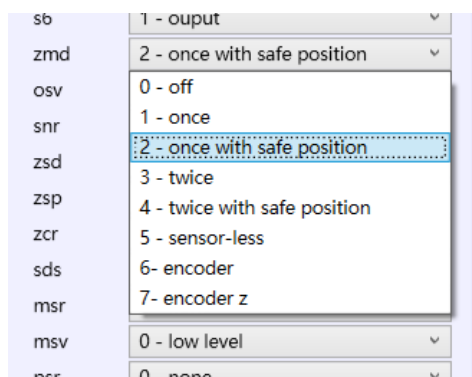 s6 1 - ouput
zmd 2 - once with safe position
osv 0 - off
snr 1 - once
2 - once with safe position
zsd 3 - twice
zsp 4 - twice with safe position
zcr 5 - sensor-less
sds 6- encoder
msr 7- encoder z
msv 0 - low level
psr 0 - none